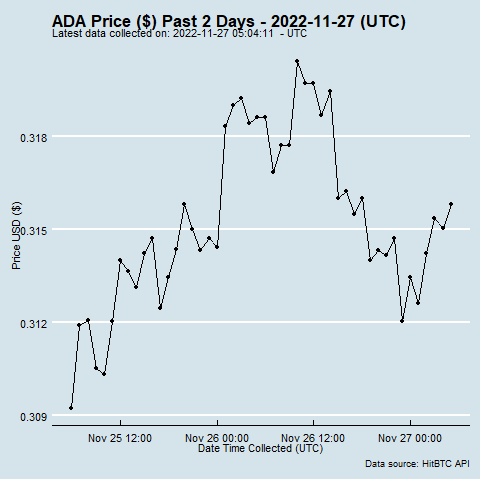 ADA Price ($) Past 2 Days - 2022-11-27 (UTC)
Latest data collected on: 2022-11-27 05:04:11 - UTC
Price USD ($)
0.318
0.315
0.312
0.309
Nov 25 12:00 Nov 26 00:00 Nov 26 12:00 Nov 27 00:00
Date Time Collected (UTC)
Data source: HitBTC API